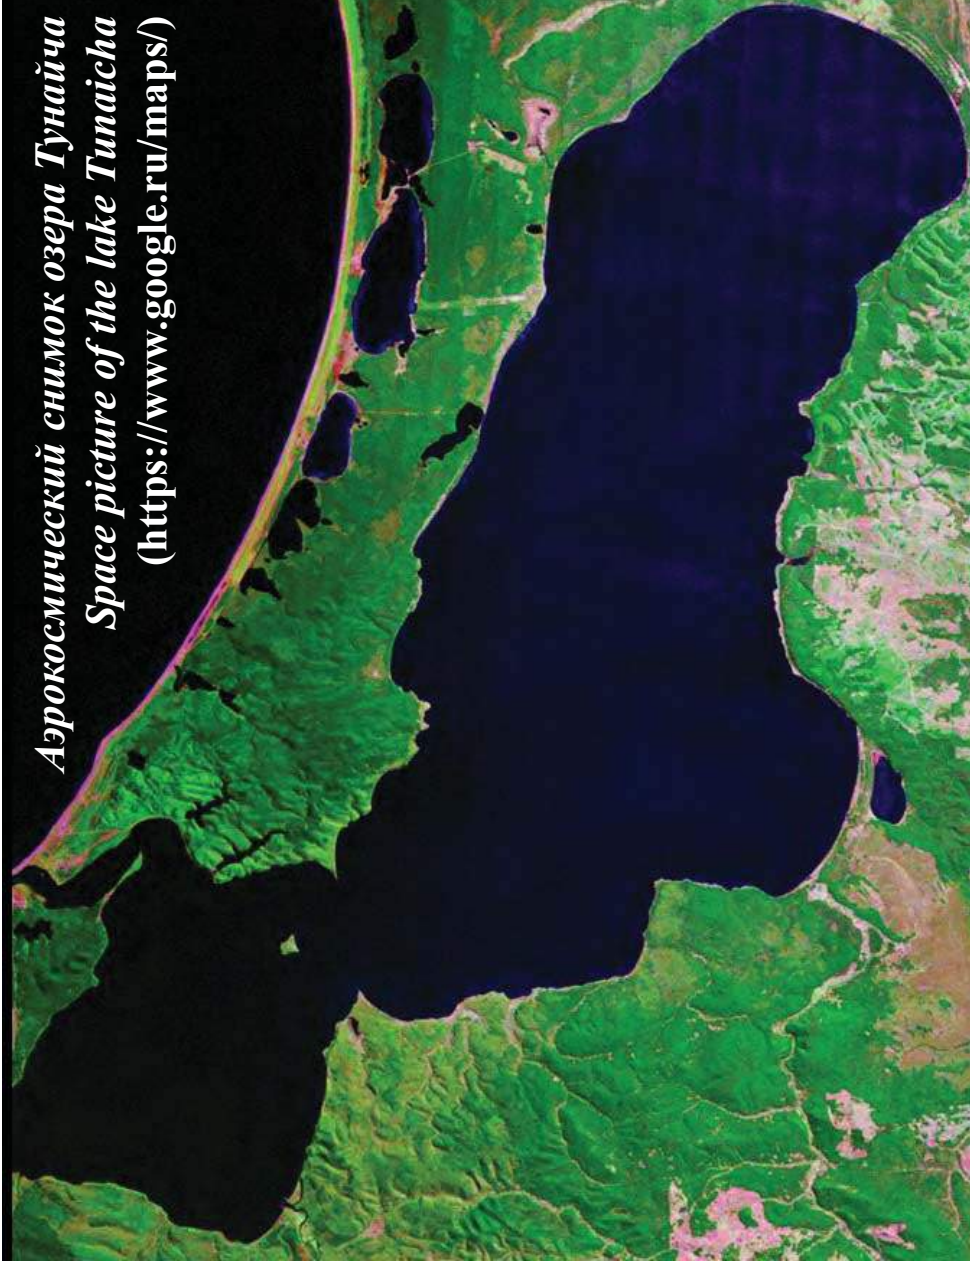 Аэрокосмический снимок озера Тунайча
Space picture of the lake Tunaicha
(https://www.google.ru/maps/)